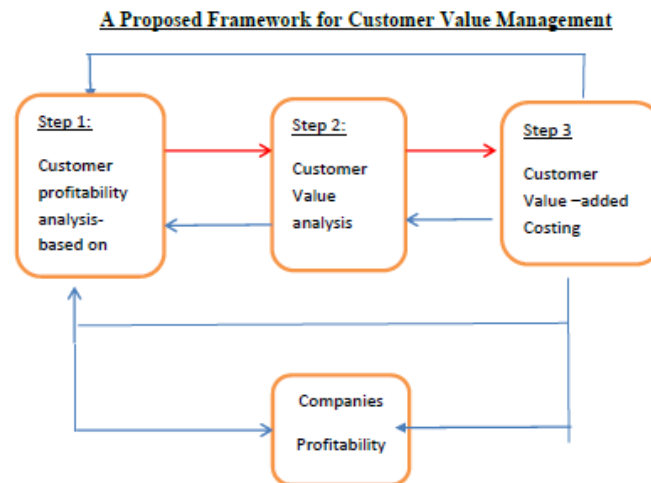 A Proposed Framework for Customer Value Management
Step 1:
Customer
profitability
analysis-
based on
Step 2:
Customer
Value
analysis
Step 3
Customer
Value –added
Costing
Companies
Profitability